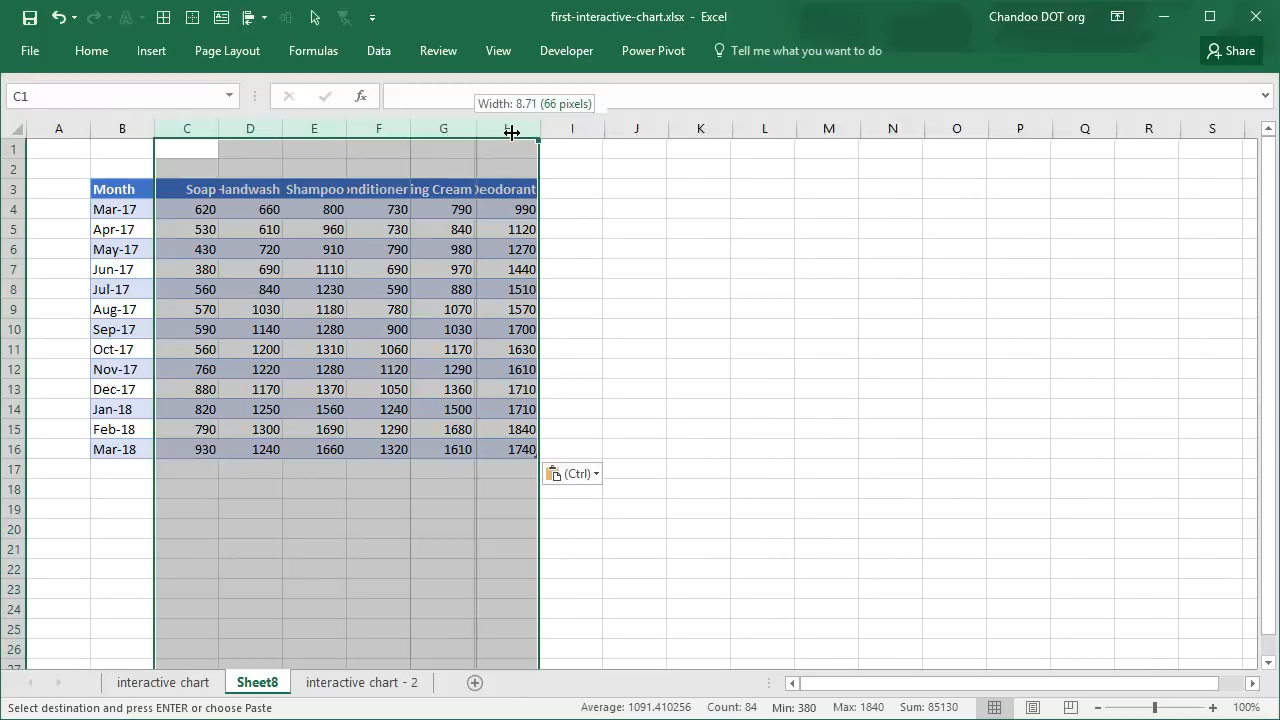 first-interactive-chart.xlsx - Excel
Chandoo DOT org
File Home Insert Page Layout Formulas Data Review View Developer Power Pivot Tell me what you want to do Share
C1 fx
Width: 8.71 (66 pixels)
A B C D E F G I J K L M N O P Q R S
1
2
3 Month Soap Handwash Shampoo onditioner ing Cream Deodorant
4 Mar-17 620 660 800 730 790 990
5 Apr-17 530 610 960 730 840 1120
6 May-17 430 720 910 790 980 1270
7 Jun-17 380 690 1110 690 970 1440
8 Jul-17 560 840 1230 590 880 1510
9 Aug-17 570 1030 1180 780 1070 1570
10 Sep-17 590 1140 1280 900 1030 1700
11 Oct-17 560 1200 1310 1060 1170 1630
12 Nov-17 760 1220 1280 1120 1290 1610
13 Dec-17 880 1170 1370 1050 1360 1710
14 Jan-18 820 1250 1560 1240 1500 1710
15 Feb-18 790 1300 1690 1290 1680 1840
16 Mar-18 930 1240 1660 1320 1610 1740
17
(Ctrl)
18
19
20
21
22
23
24
25
26
27
interactive chart Sheet8 interactive chart - 2
Select destination and press ENTER or choose Paste Average: 1091.410256 Count: 84 Min: 380 Max: 1840 Sum: 85130 100%